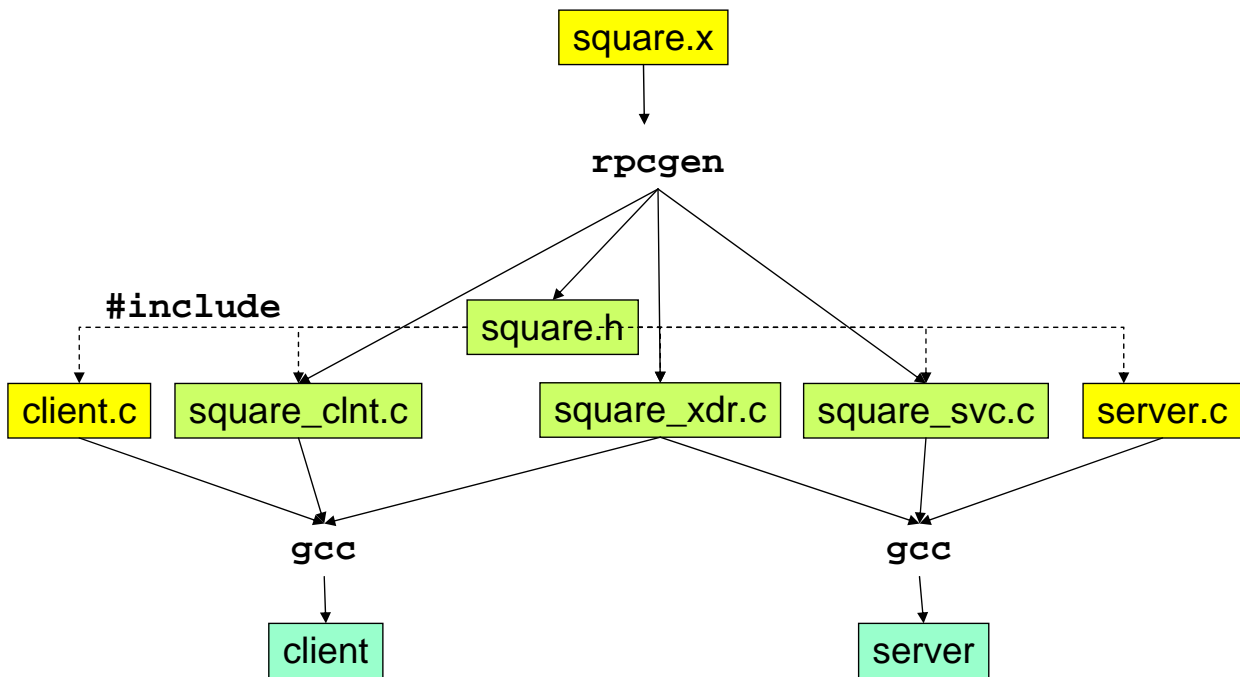 square.x
rpcgen
#include
square.h
client.c
square_clnt.c
square_xdr.c
square_svc.c
server.c
gcc
gcc
client
server